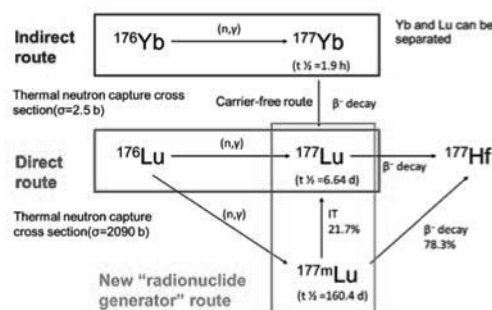 Indirect
route
¹⁷⁶Yb
(n,γ)
¹⁷⁷Yb
(t ½ =1.9 h)
Yb and Lu can be
separated
Thermal neutron capture cross
section(σ=2.5 b)
Carrier-free route
β⁻ decay
Direct
route
¹⁷⁶Lu
(n,γ)
¹⁷⁷Lu
(t ½ =6.64 d)
β⁻ decay
¹⁷⁷Hf
Thermal neutron capture
cross section(σ=2090 b)
(n,γ)
IT
21.7%
β⁻ decay
78.3%
New “radionuclide
generator” route
¹⁷⁷ᵐLu
(t ½ =160.4 d)